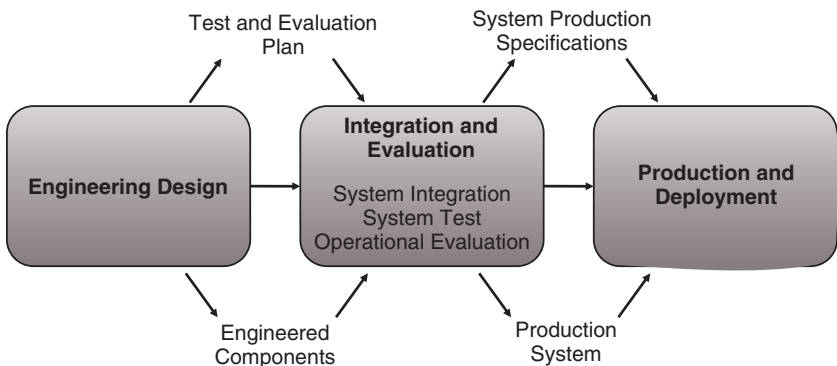 Test and Evaluation
Plan
System Production
Specifications
Engineering Design
Integration and
Evaluation
System Integration
System Test
Operational Evaluation
Production and
Deployment
Engineered
Components
Production
System